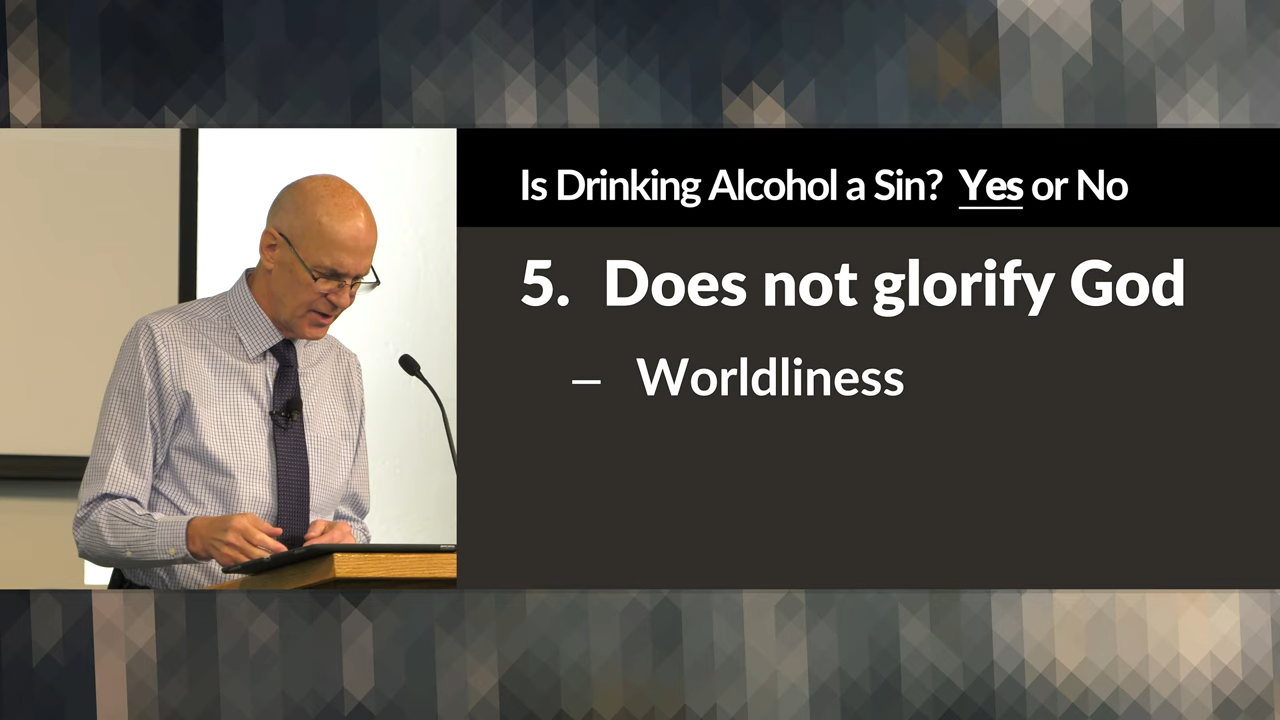 Is Drinking Alcohol a Sin? Yes or No
5. Does not glorify God
– Worldliness